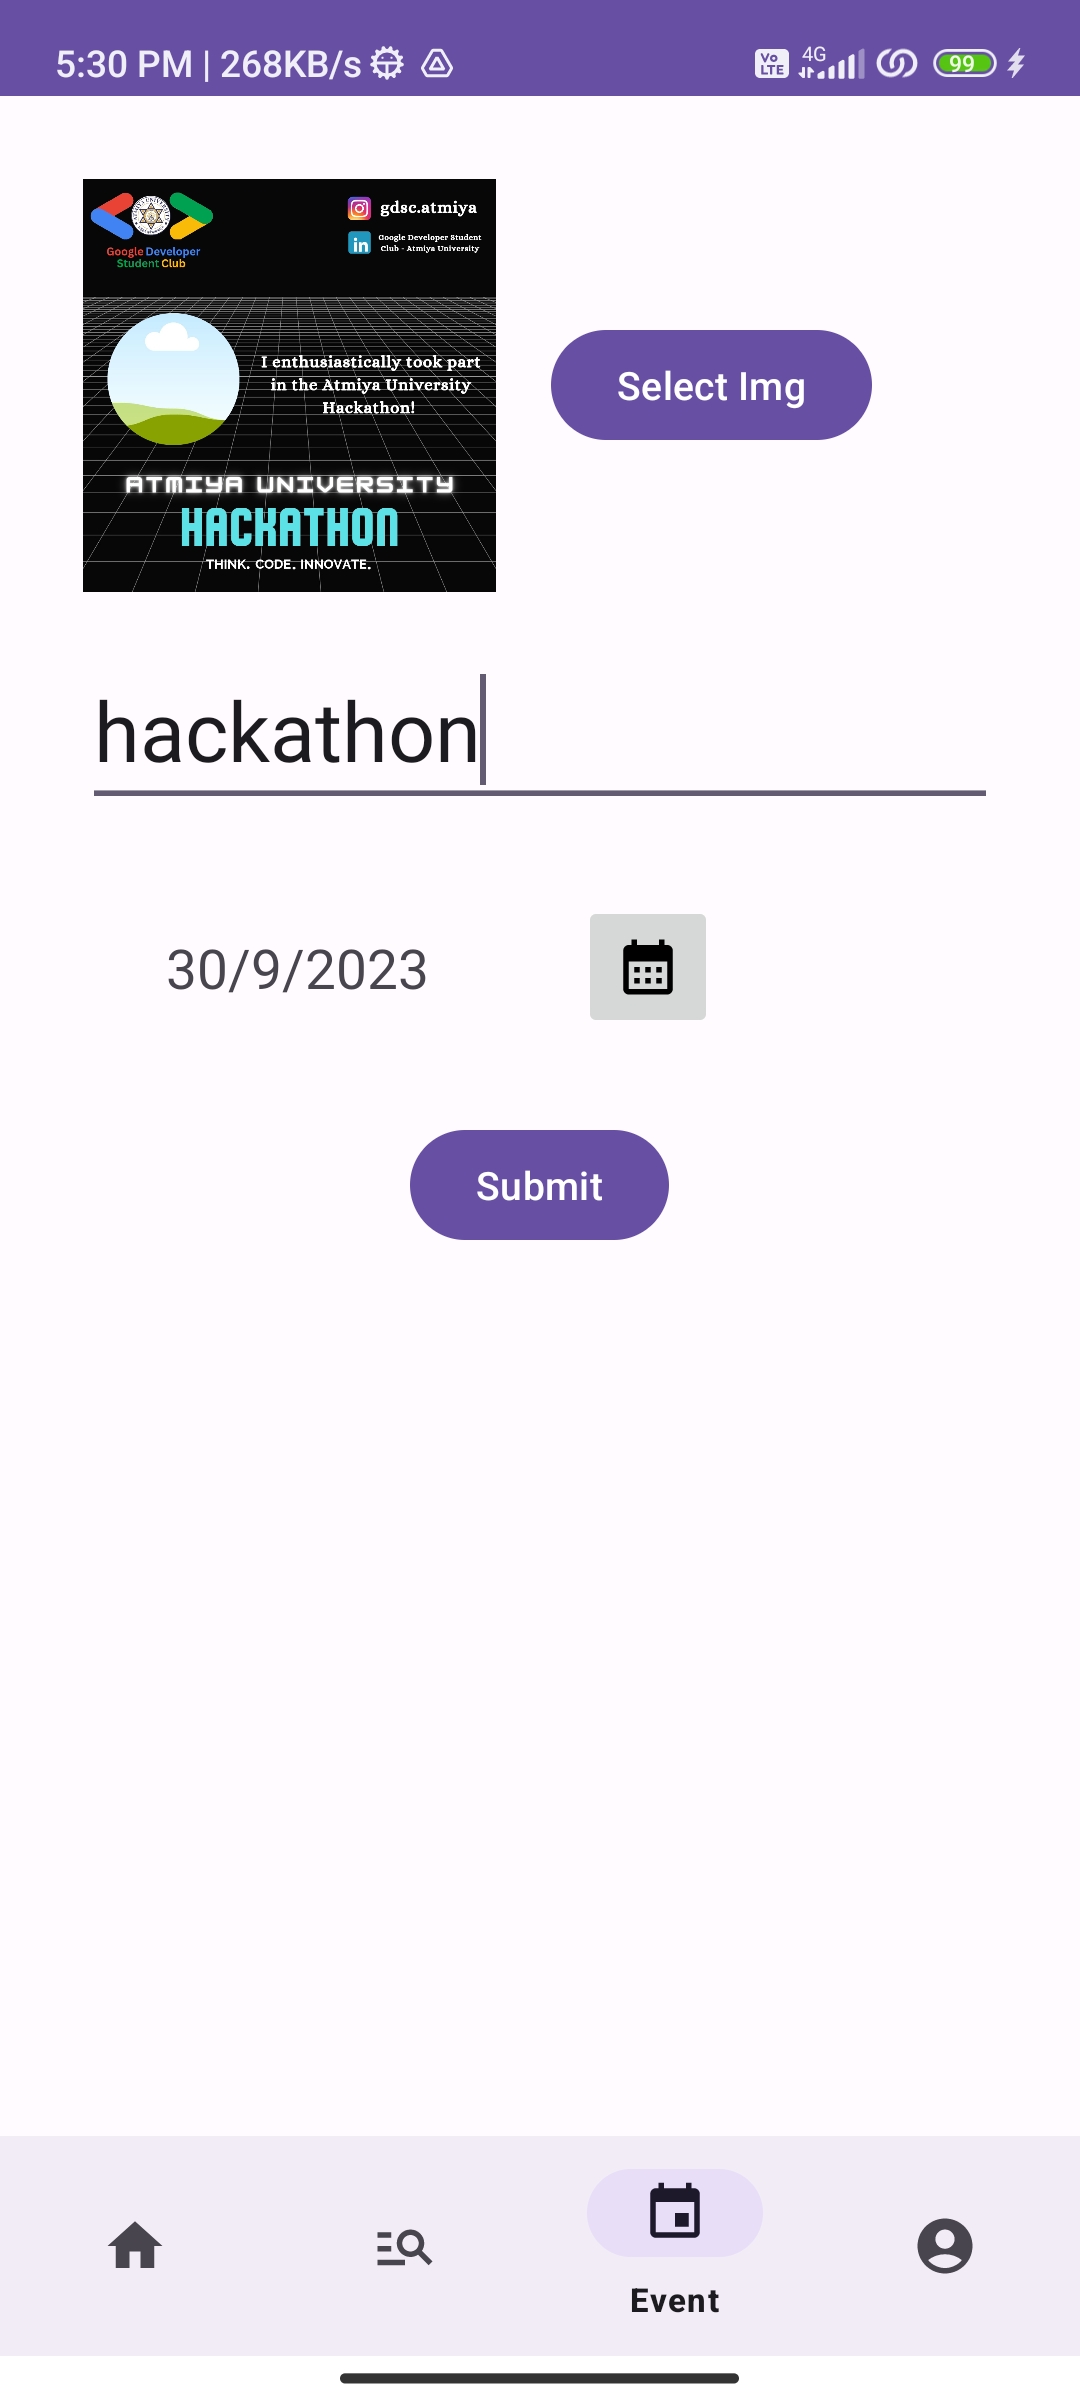 5:30 PM | 268KB/s
Vo LTE 4G 99
Google Developer
Student Club
gdsc.atmiya
Google Developer Student
Club - Atmiya University
I enthusiastically took part
in the Atmiya University
Hackathon!
ATMIYA UNIVERSITY
HACKATHON
THINK. CODE. INNOVATE.
Select Img
hackathon
30/9/2023
Submit
Event